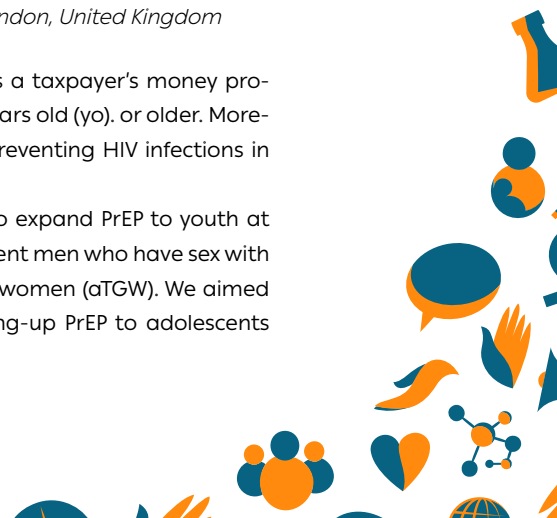 ndon, United Kingdom
s a taxpayer's money pro-
ars old (yo). or older. More-
reventing HIV infections in
o expand PrEP to youth at
ent men who have sex with
women (aTGW). We aimed
ng-up PrEP to adolescents